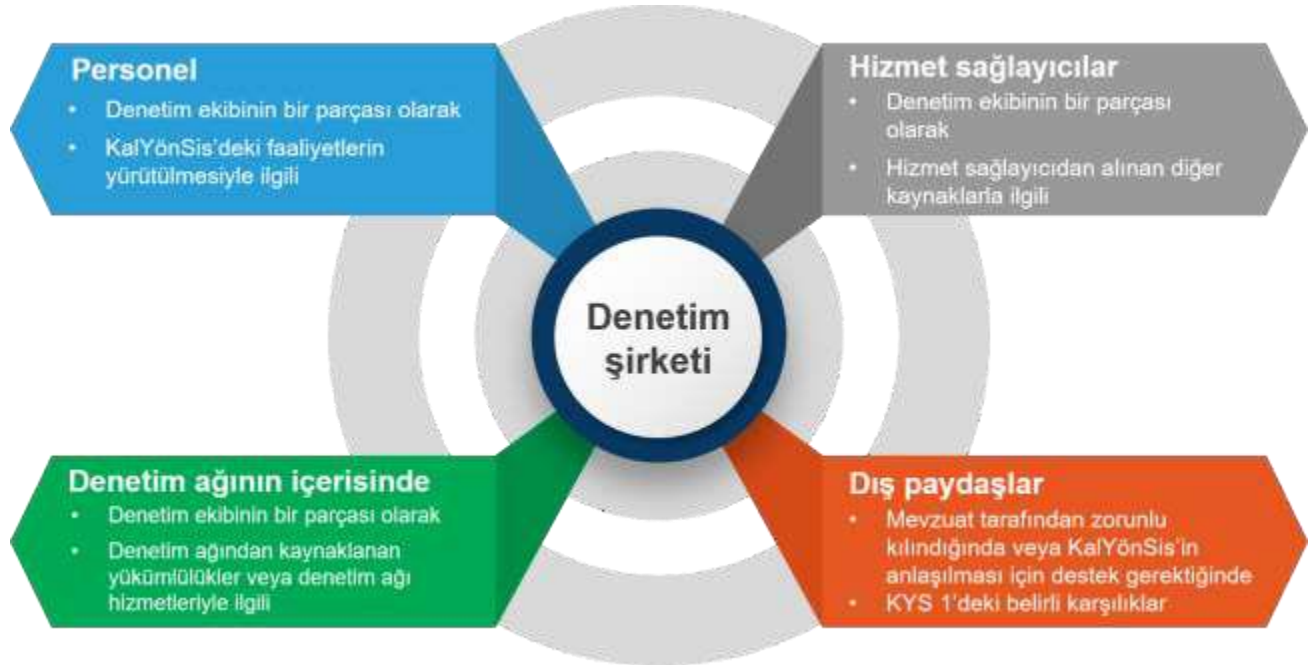 Personel
• Denetim ekibinin bir parçası olarak
• KalYönSis'deki faaliyetlerin
yürütülmesiyle ilgili
Hizmet sağlayıcılar
• Denetim ekibinin bir parçası
olarak
• Hizmet sağlayıcıdan alınan diğer
kaynaklarla ilgili
Denetim
şirketi
Denetim ağının içerisinde
• Denetim ekibinin bir parçası olarak
• Denetim ağından kaynaklanan
yükümlülükler veya denetim ağı
hizmetleriyle ilgili
Dış paydaşlar
• Mevzuat tarafından zorunlu
kılındığında veya KalYönSis'in
anlaşılması için destek gerektiğinde
• KYS 1'deki belirli karşılıklar